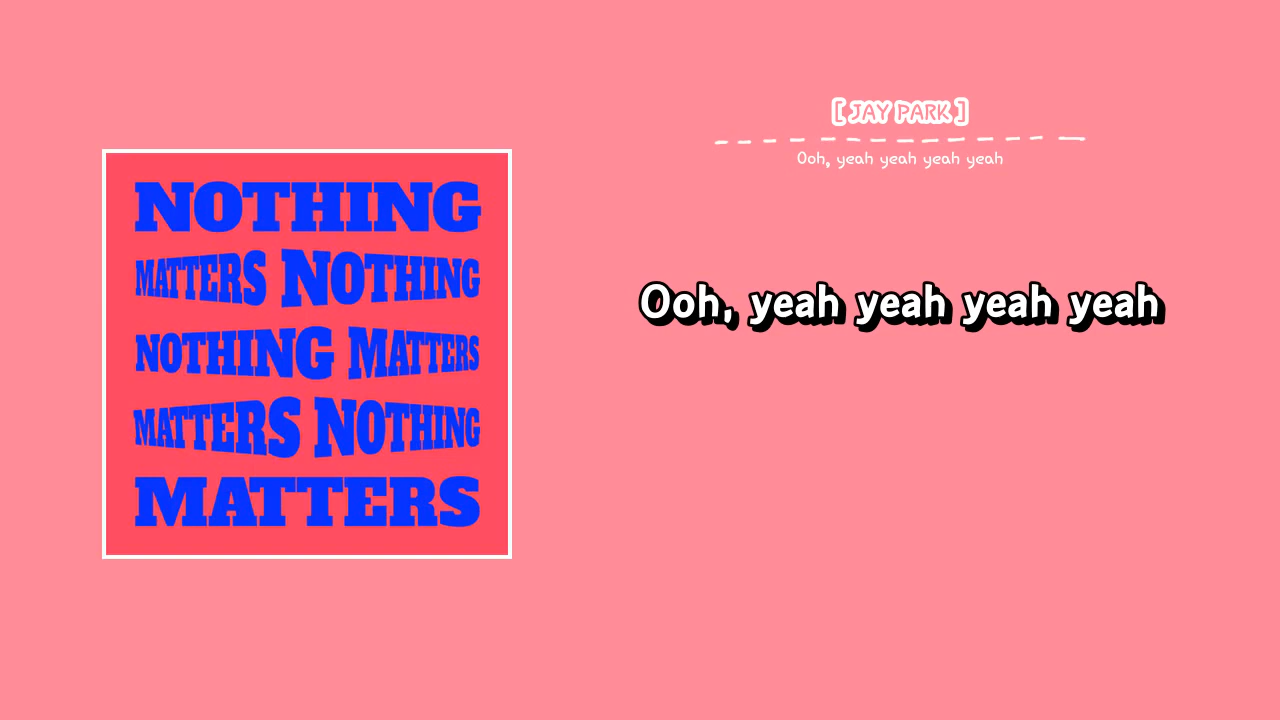 NOTHING
MATTERS NOTHING
NOTHING MATTERS
MATTERS NOTHING
MATTERS
[ JAY PARK ]
Ooh, yeah yeah yeah yeah
Ooh, yeah yeah yeah yeah